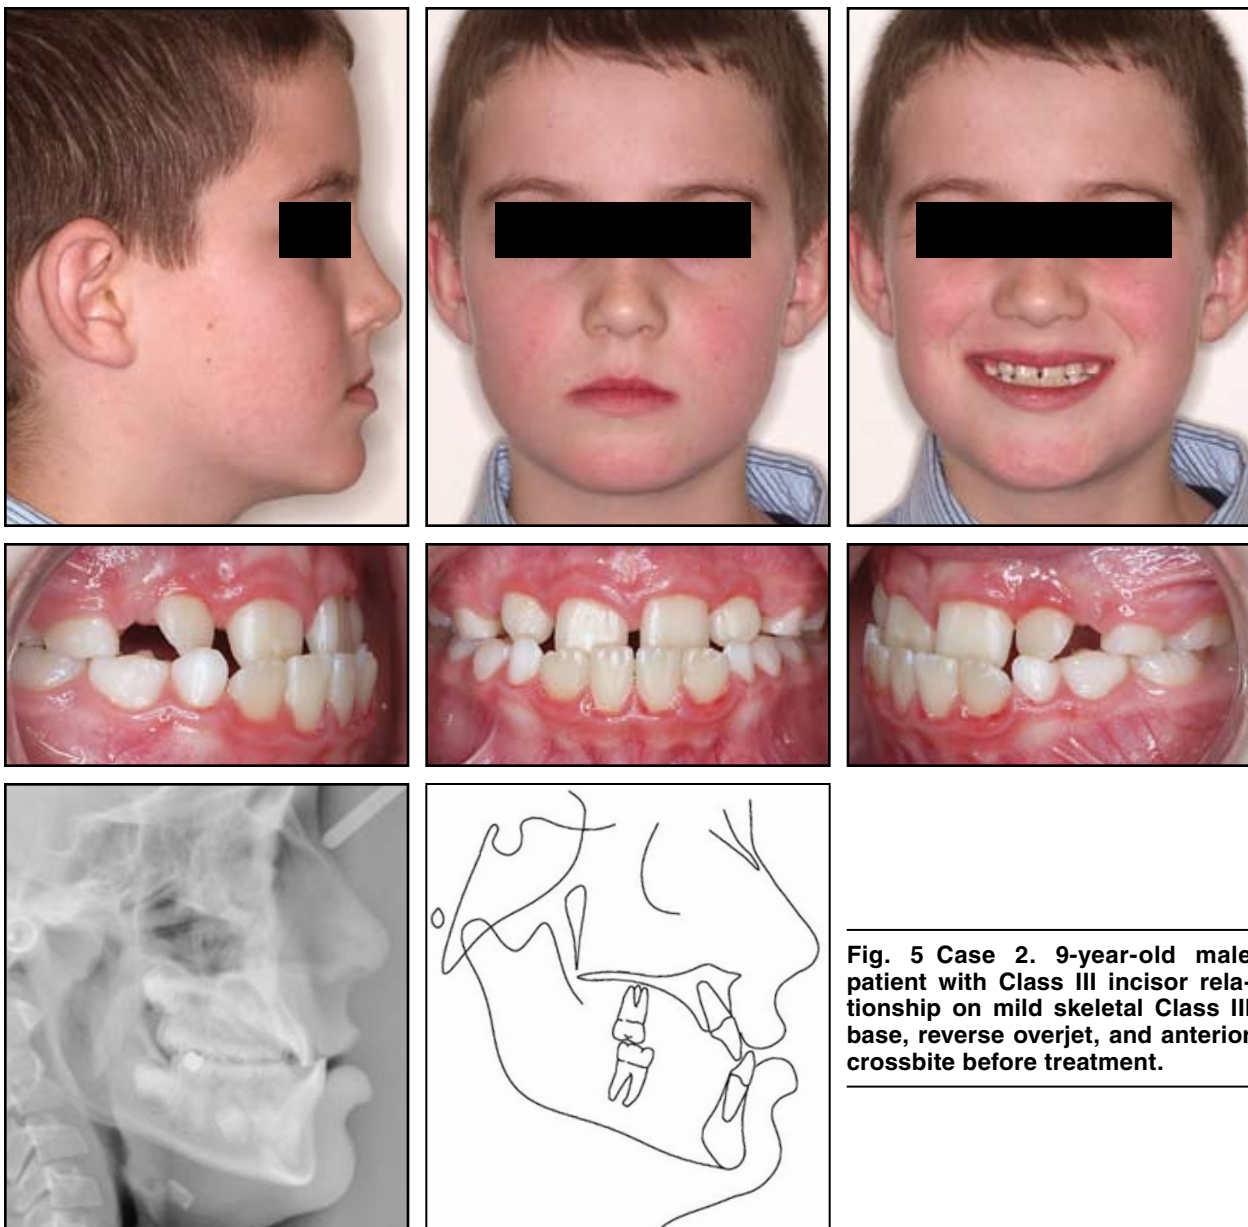 Fig. 5 Case 2. 9-year-old male
patient with Class III incisor rela-
tionship on mild skeletal Class III
base, reverse overjet, and anterior
crossbite before treatment.